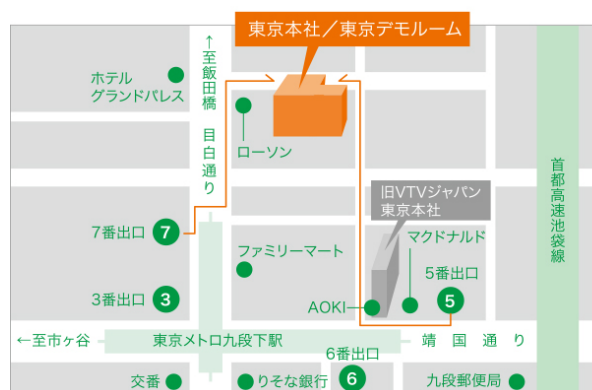 東京本社／東京デモルーム
←至飯田橋
目白通り
ホテル
グランドパレス
ローソン
首都高速池袋線
旧VTVジャパン
東京本社
7番出口
7
ファミリーマート
マクドナルド
5番出口
5
3番出口
3
AOKI
←至市ヶ谷
東京メトロ九段下駅
靖国通り
6番出口
6
交番
りそな銀行
九段郵便局